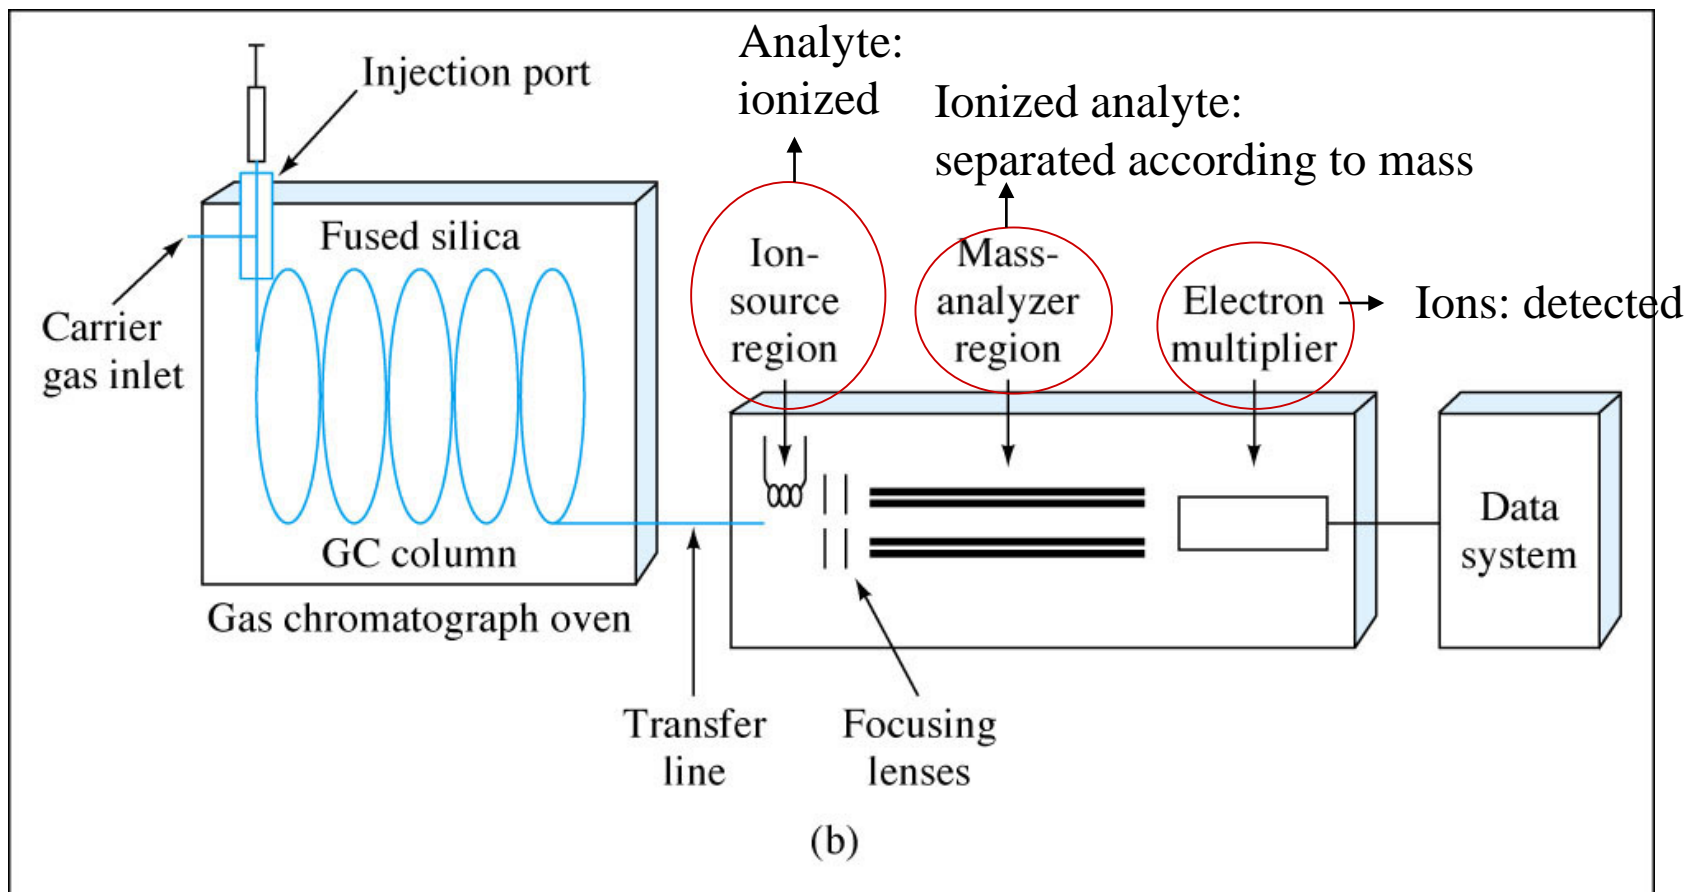 Injection port
Analyte:
ionized
Ionized analyte:
separated according to mass
Fused silica
Carrier
gas inlet
GC column
Gas chromatograph oven
Ion-
source
region
Mass-
analyzer
region
Electron
multiplier
Ions: detected
Data
system
Transfer
line
Focusing
lenses
(b)